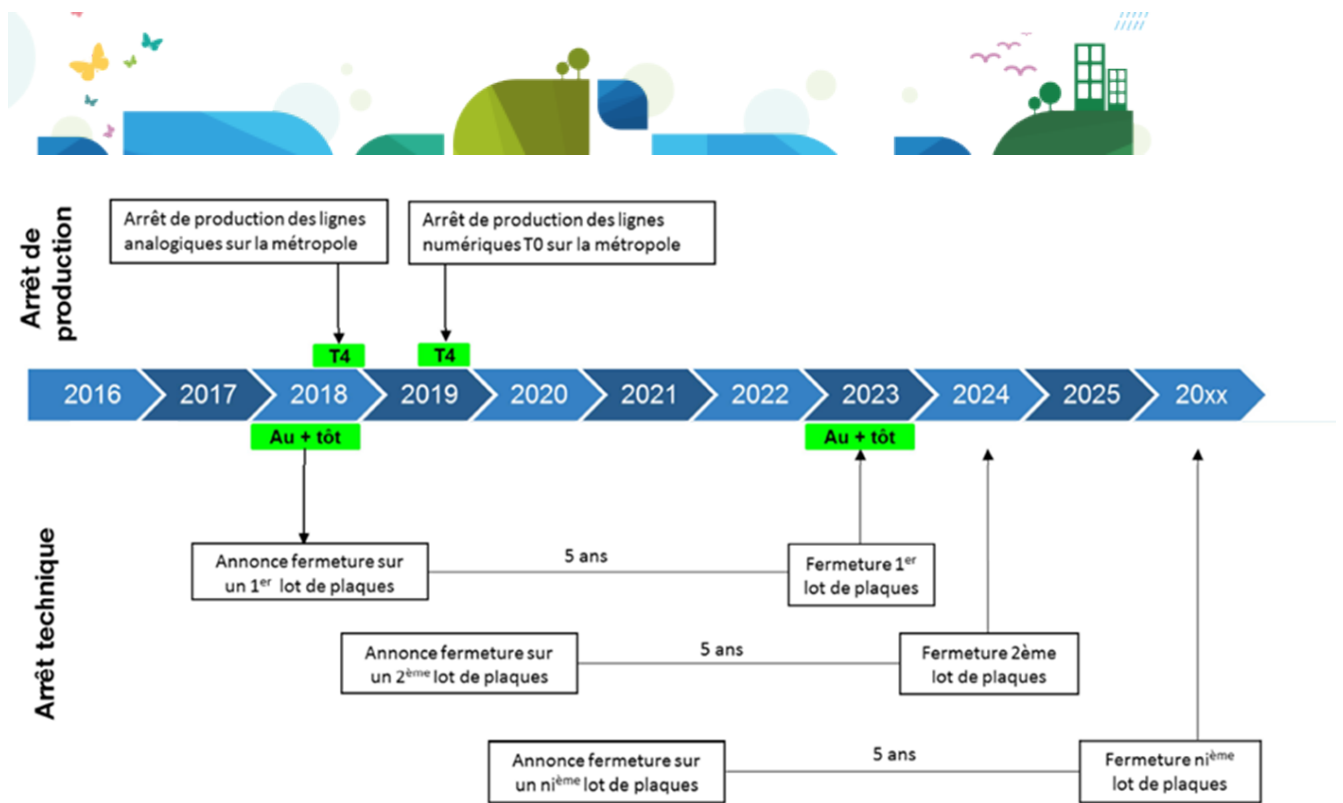 Arrêt de
production
Arrêt de production des lignes
analogiques sur la métropole
Arrêt de production des lignes
numériques T0 sur la métropole
T4
T4
2016
2017
2018
2019
2020
2021
2022
2023
2024
2025
20xx
Au + tôt
Au + tôt
Arrêt technique
Annonce fermeture sur
un 1er lot de plaques
5 ans
Fermeture 1er
lot de plaques
Annonce fermeture sur
un 2ème lot de plaques
5 ans
Fermeture 2ème
lot de plaques
Annonce fermeture sur
un nième lot de plaques
5 ans
Fermeture nième
lot de plaques